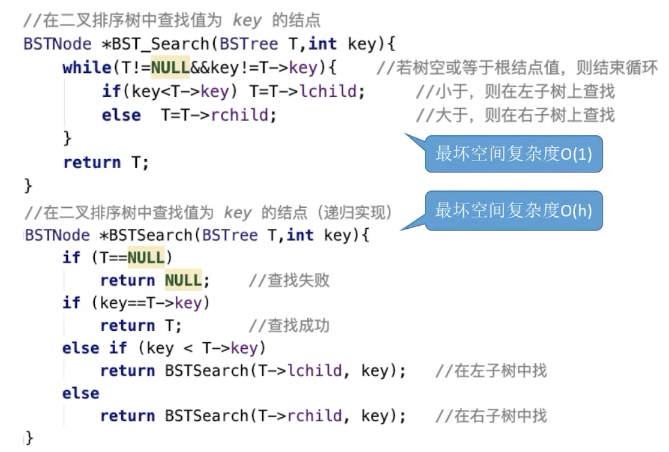 //在二叉排序树中查找值为 key 的结点
BSTNode *BST_Search(BSTree T,int key){
    while(T!=NULL&&key!=T->key){    //若树空或等于根结点值，则结束循环
        if(key<T->key) T=T->lchild;    //小于，则在左子树上查找
        else  T=T->rchild;    //大于，则在右子树上查找
    }
最坏空间复杂度O(1)
    return T;
}
最坏空间复杂度O(h)
//在二叉排序树中查找值为 key 的结点（递归实现）
BSTNode *BSTSearch(BSTree T,int key){
    if (T==NULL)
        return NULL;    //查找失败
    if (key==T->key)
        return T;    //查找成功
    else if (key < T->key)
        return BSTSearch(T->lchild, key);    //在左子树中找
    else
        return BSTSearch(T->rchild, key);    //在右子树中找
}